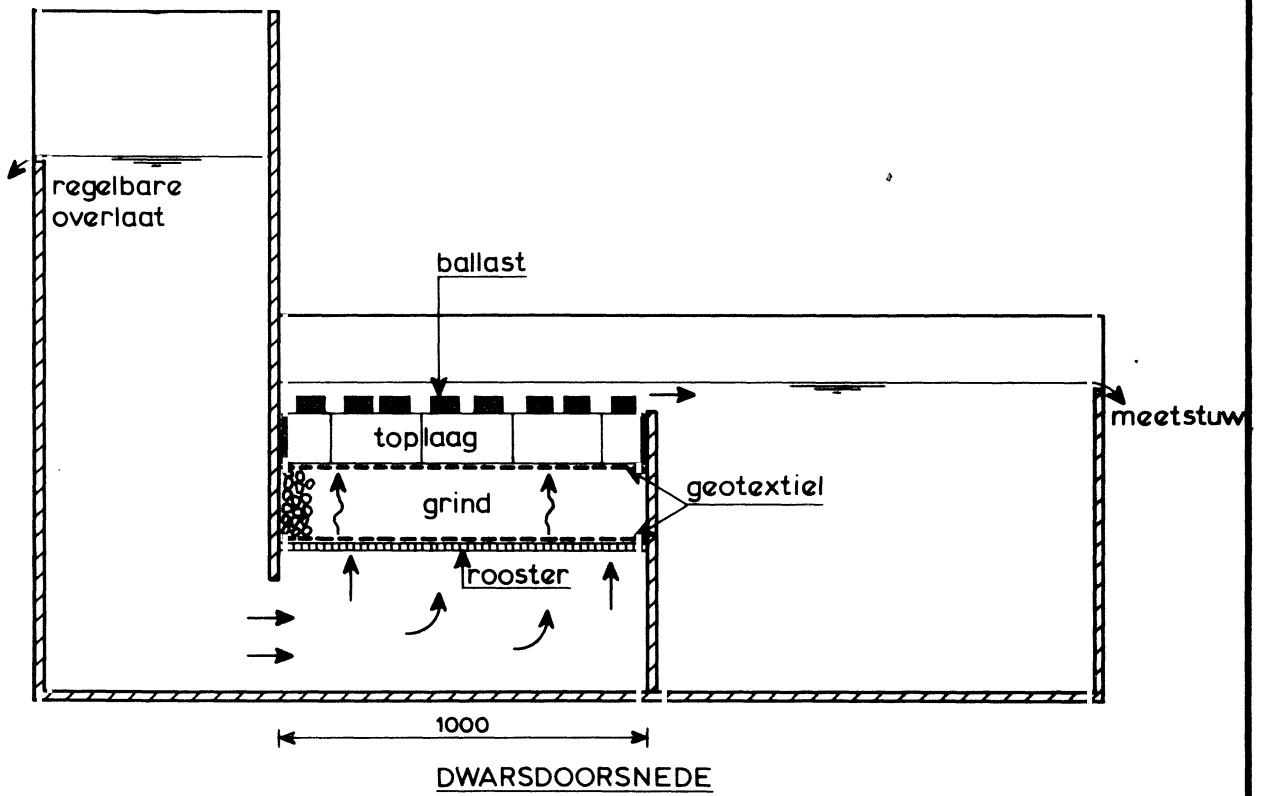 regelbare
overlaat
ballast
meetstuw
toplaag
geotextiel
grind
rooster
1000
DWARSDOORSNEDE